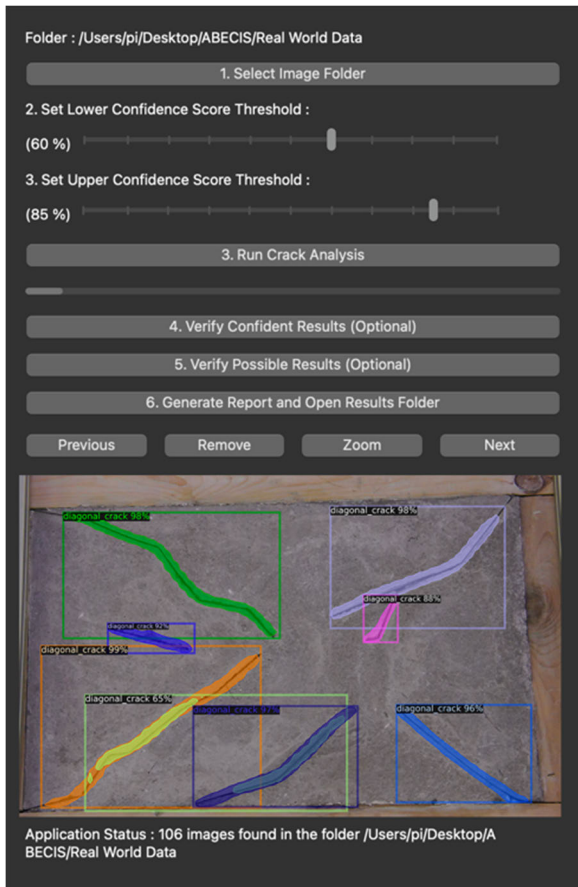 Folder : /Users/pi/Desktop/ABECIS/Real World Data
1. Select Image Folder
2. Set Lower Confidence Score Threshold :
(60 %)
3. Set Upper Confidence Score Threshold :
(85 %)
3. Run Crack Analysis
4. Verify Confident Results (Optional)
5. Verify Possible Results (Optional)
6. Generate Report and Open Results Folder
Previous Remove Zoom Next
diagonal_crack 98%
diagonal_crack 98%
diagonal_crack 88%
diagonal_crack 92%
diagonal_crack 99%
diagonal_crack 65%
diagonal_crack 97%
diagonal_crack 96%
Application Status : 106 images found in the folder /Users/pi/Desktop/A
BECIS/Real World Data